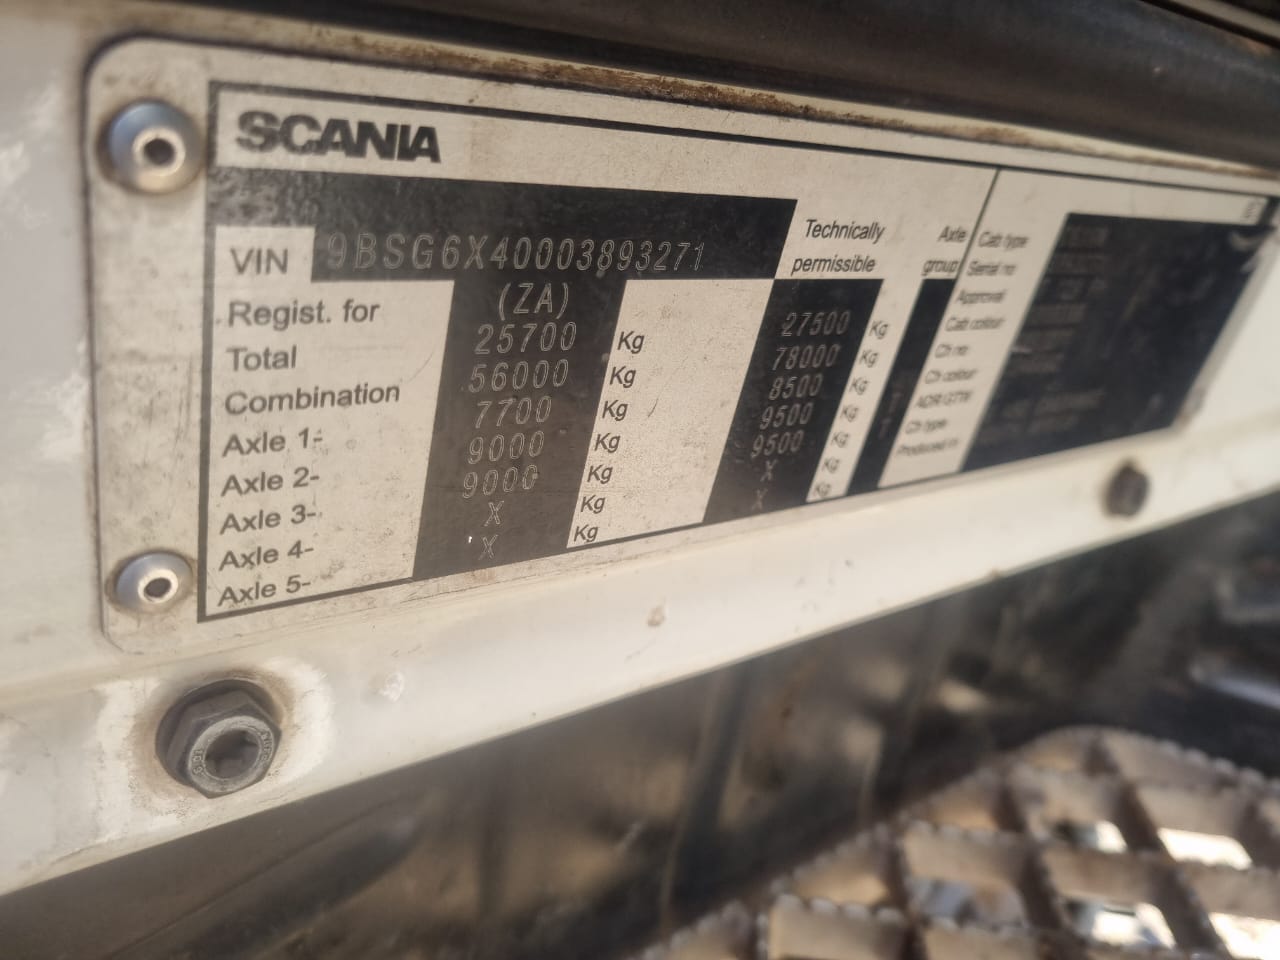 SCANIA
VIN 9BSG6X40003893271
Technically permissible
Axle group
Regist. for (ZA)
Total 25700 Kg 27500 Kg
Combination 56000 Kg 78000 Kg
Axle 1- 7700 Kg 8500 Kg
Axle 2- 9000 Kg 9500 Kg
Axle 3- 9000 Kg 9500 Kg
Axle 4- X Kg X Kg
Axle 5- X Kg X Kg
Cab type
Serial no
Approval
Cab colour
Ch no
Ch colour
ADR GTW
Ch type
Produced in